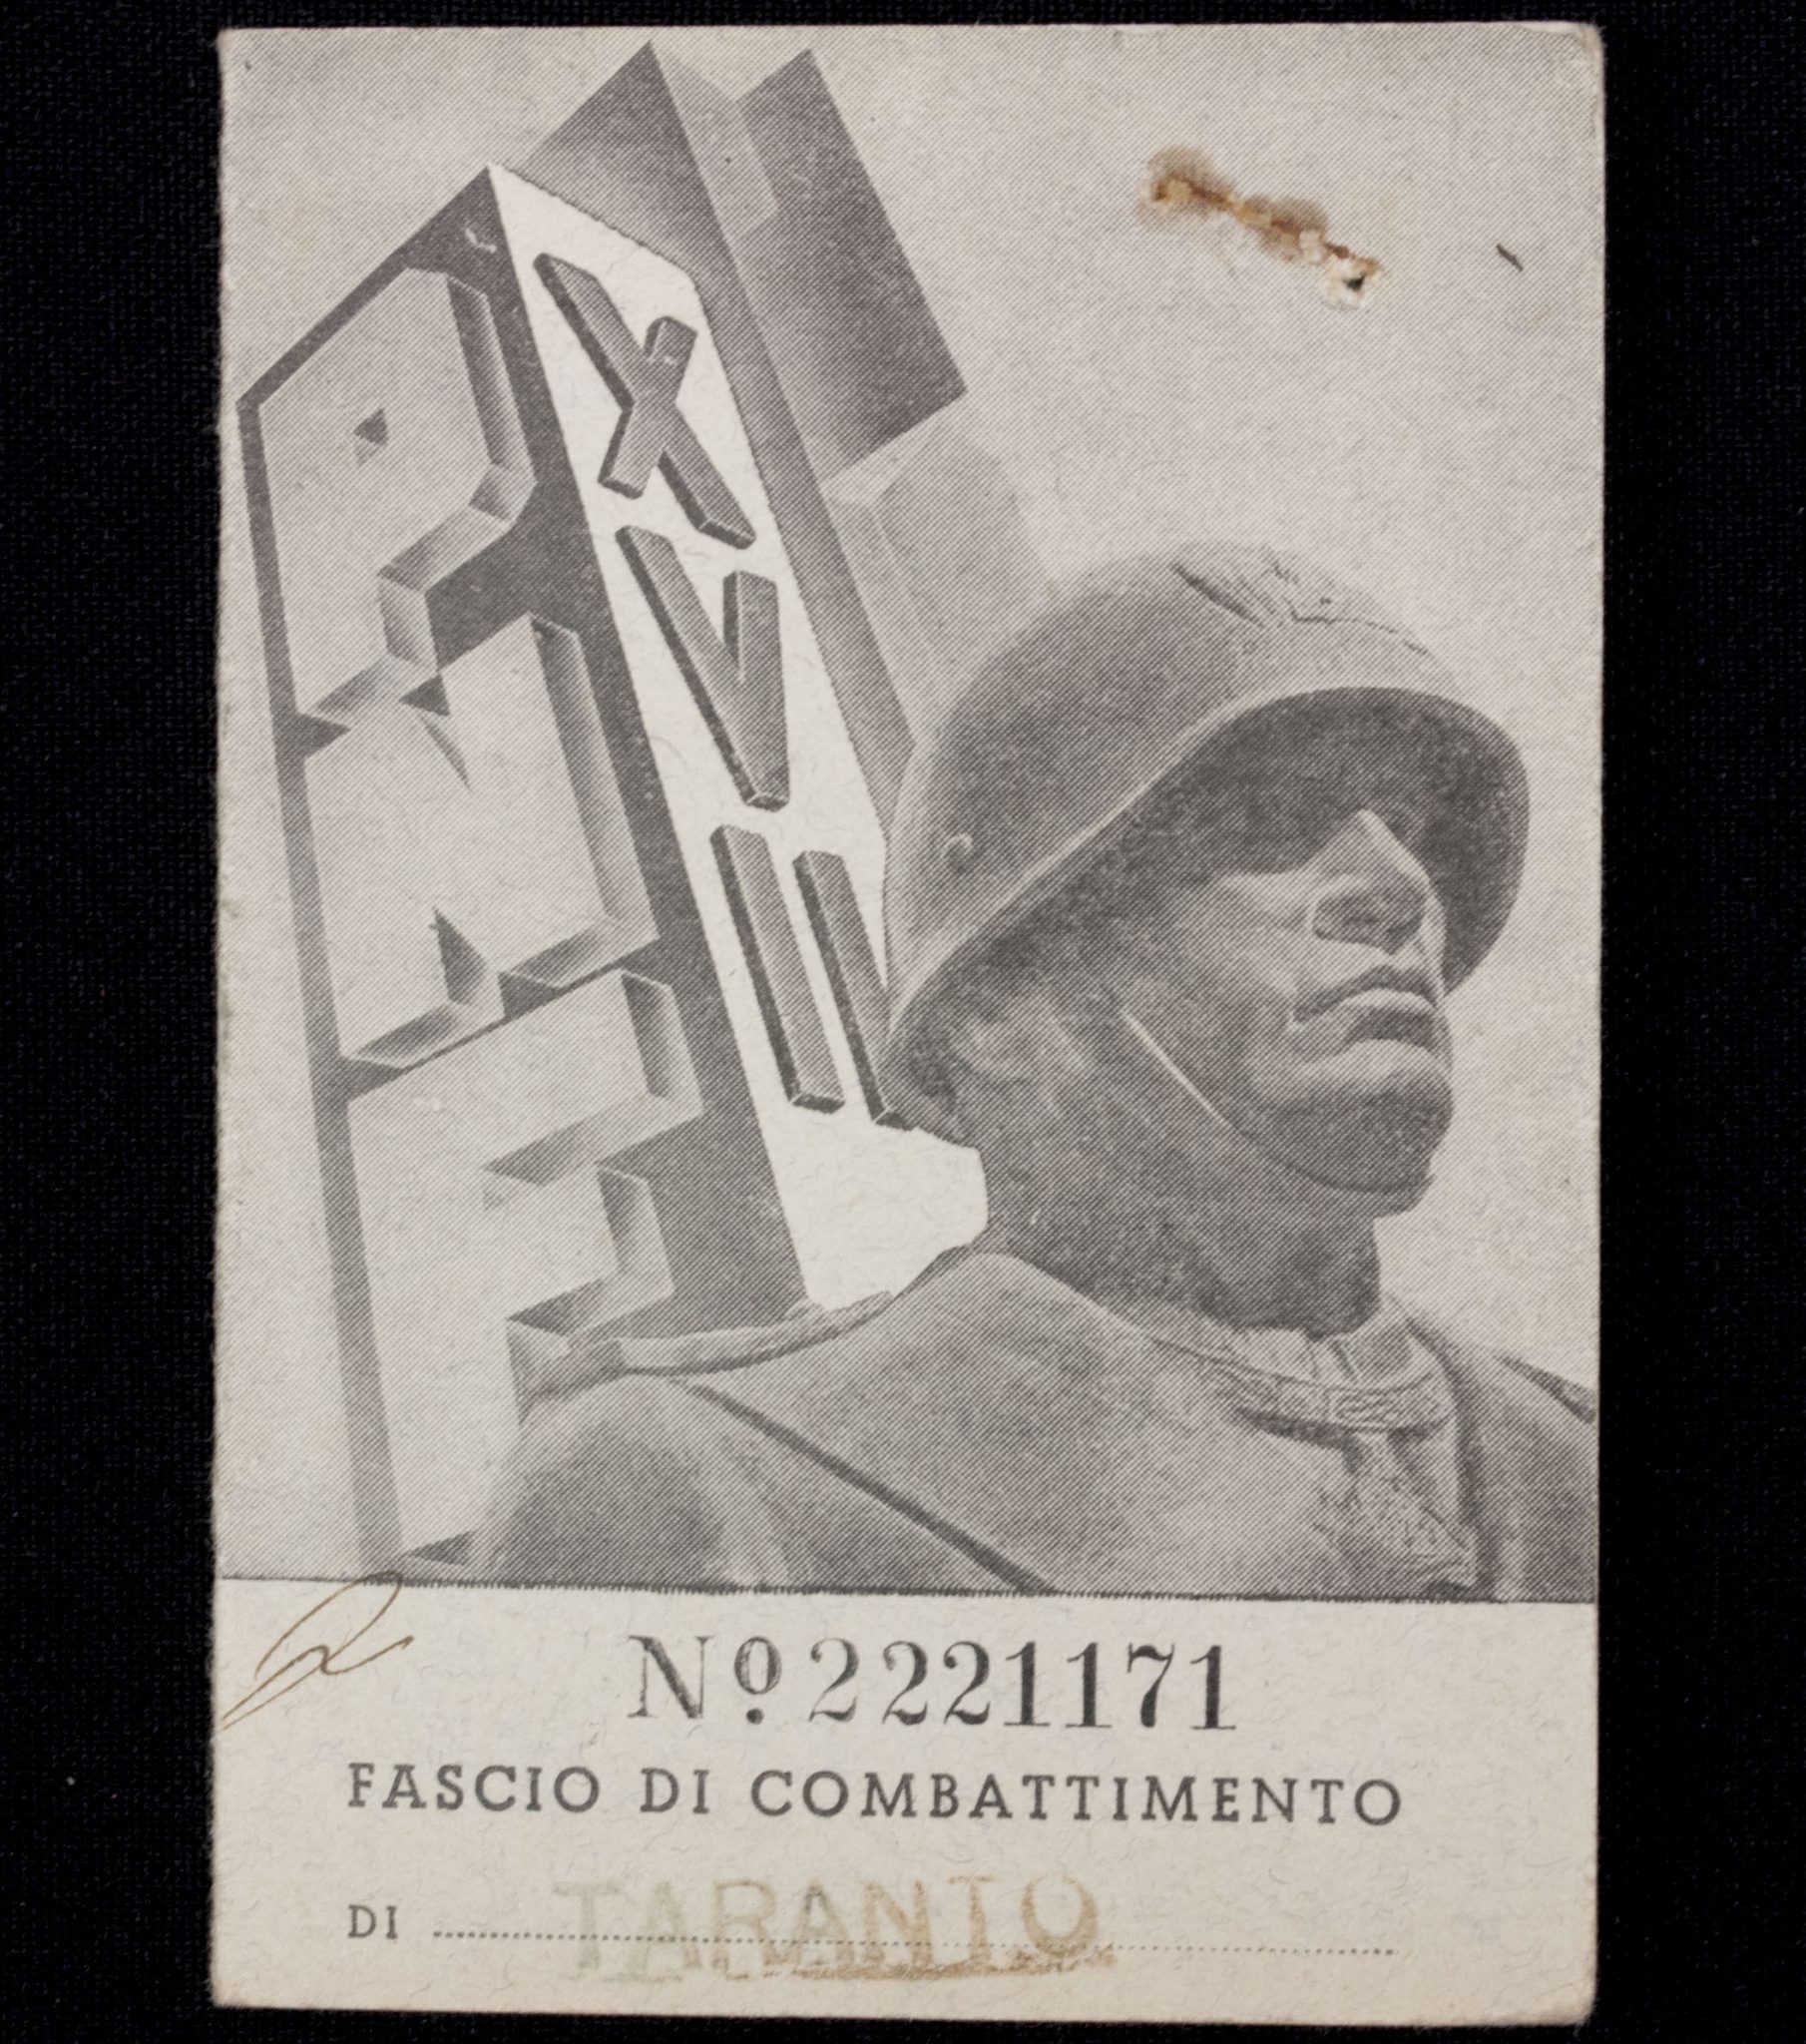 PNF
XVII
Nº 2221171
FASCIO DI COMBATTIMENTO
DI TARANTO